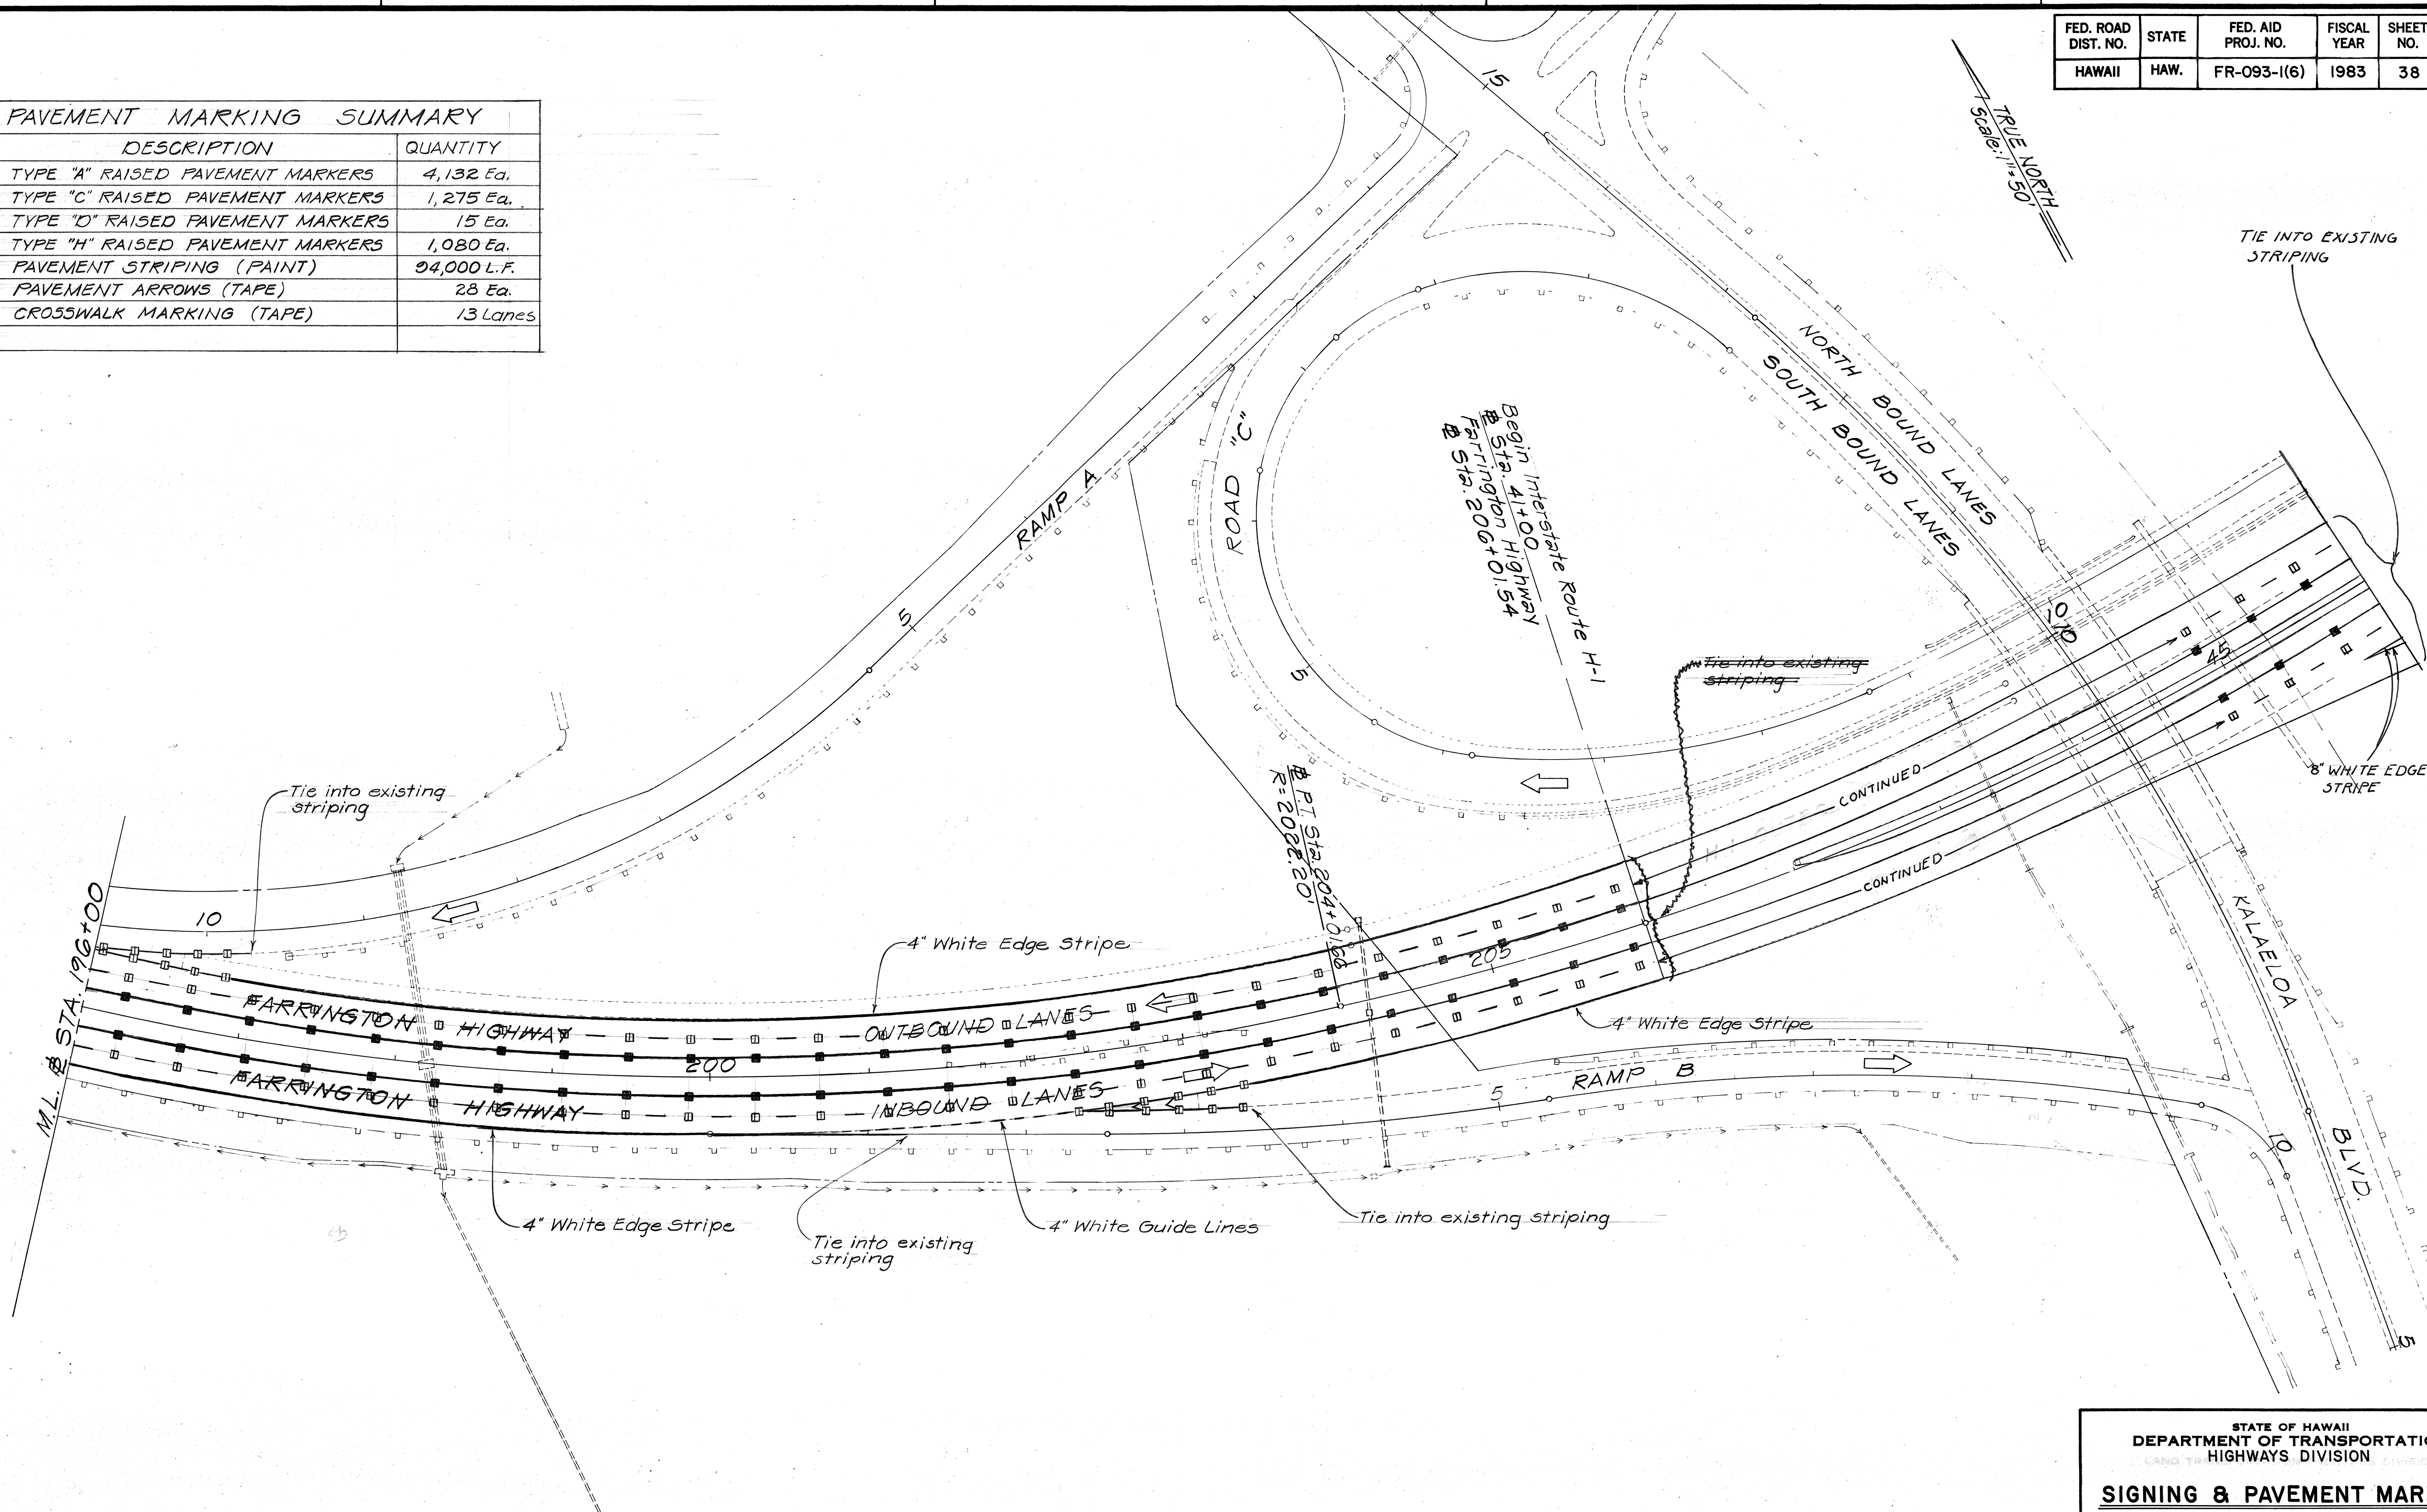 FED. ROAD DIST. NO. STATE FED. AID PROJ. NO. FISCAL YEAR SHEET NO.
HAWAII HAW. FR-093-1(6) 1983 38
PAVEMENT MARKING SUMMARY
DESCRIPTION QUANTITY
TYPE "A" RAISED PAVEMENT MARKERS 4,132 Ea.
TYPE "C" RAISED PAVEMENT MARKERS 1,275 Ea.
TYPE "D" RAISED PAVEMENT MARKERS 15 Ea.
TYPE "H" RAISED PAVEMENT MARKERS 1,080 Ea.
PAVEMENT STRIPING (PAINT) 94,000 L.F.
PAVEMENT ARROWS (TAPE) 28 Ea.
CROSSWALK MARKING (TAPE) 13 Lanes
15
TRUE NORTH
Scale: 1" = 50'
TIE INTO EXISTING
STRIPING
NORTH BOUND LANES
SOUTH BOUND LANES
ROAD "C"
RAMP A
5
5
Begin Interstate Route H-1
℄ Sta. 41+00
Farrington Highway
℄ Sta. 206+01.54
Tie into existing
striping
10
45
8" WHITE EDGE
STRIPE
CONTINUED
CONTINUED
Tie into existing
striping
℄ P.T. Sta. 204+01.66
R = 2022.20'
10
4" White Edge Stripe
205
M.L. ℄ STA. 196+00
FARRINGTON HIGHWAY OUTBOUND LANES
200
FARRINGTON HIGHWAY INBOUND LANES
4" White Edge Stripe
RAMP B
5
10
KALAELOA BLVD.
5
4" White Edge Stripe
Tie into existing
striping
4" White Guide Lines
Tie into existing striping
STATE OF HAWAII
DEPARTMENT OF TRANSPORTATIO
HIGHWAYS DIVISION
SIGNING & PAVEMENT MAR